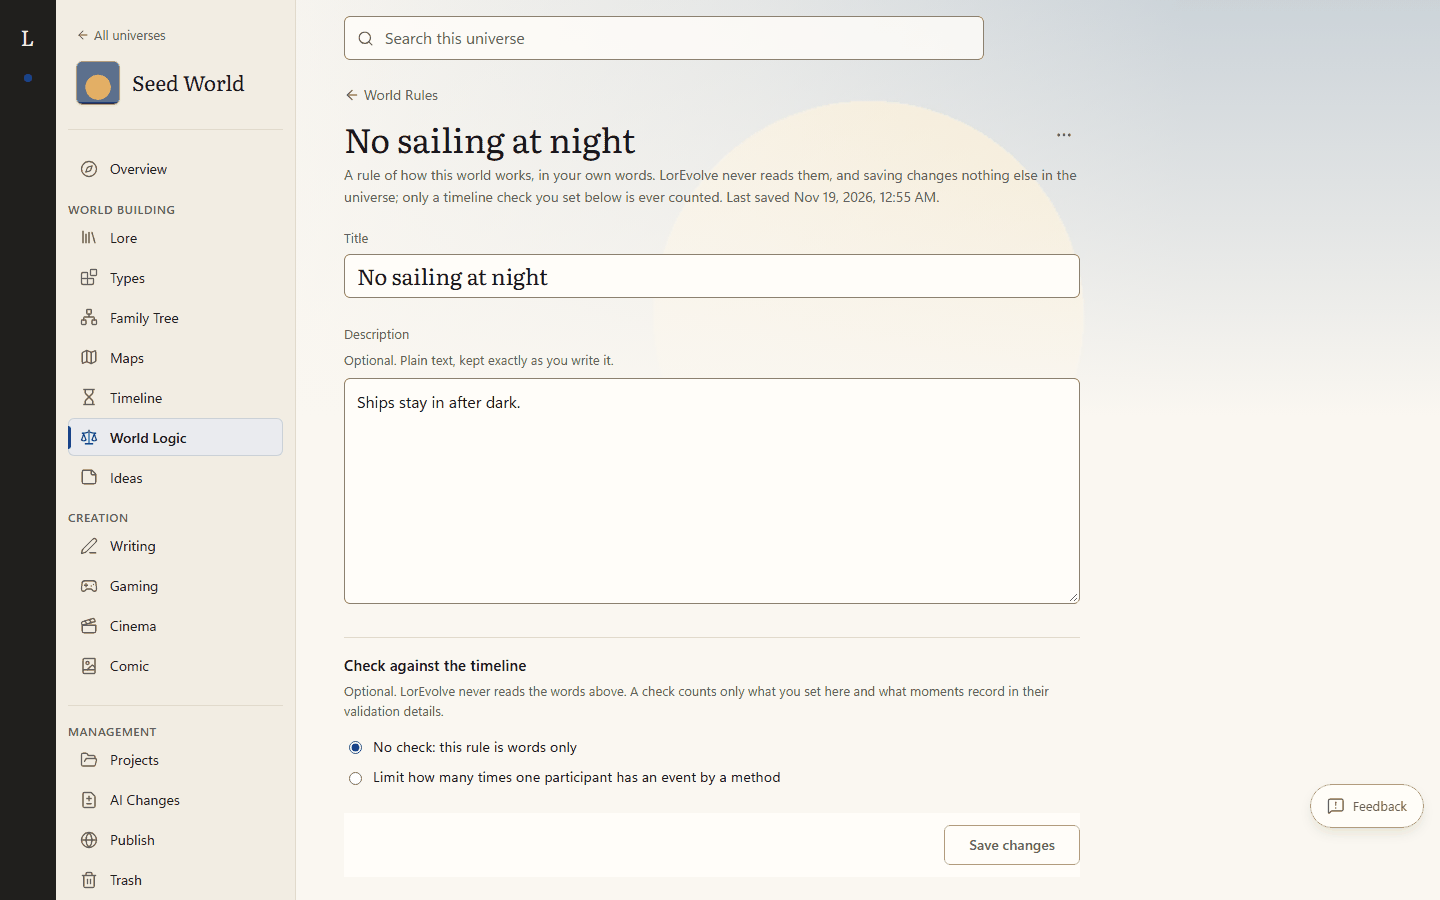 L
All universes
Seed World
Overview
WORLD BUILDING
Lore
Types
Family Tree
Maps
Timeline
World Logic
Ideas
CREATION
Writing
Gaming
Cinema
Comic
MANAGEMENT
Projects
AI Changes
Publish
Trash
Search this universe
World Rules
No sailing at night
A rule of how this world works, in your own words. LorEvolve never reads them, and saving changes nothing else in the
universe; only a timeline check you set below is ever counted. Last saved Nov 19, 2026, 12:55 AM.
Title
No sailing at night
Description
Optional. Plain text, kept exactly as you write it.
Ships stay in after dark.
Check against the timeline
Optional. LorEvolve never reads the words above. A check counts only what you set here and what moments record in their
validation details.
No check: this rule is words only
Limit how many times one participant has an event by a method
Save changes
Feedback